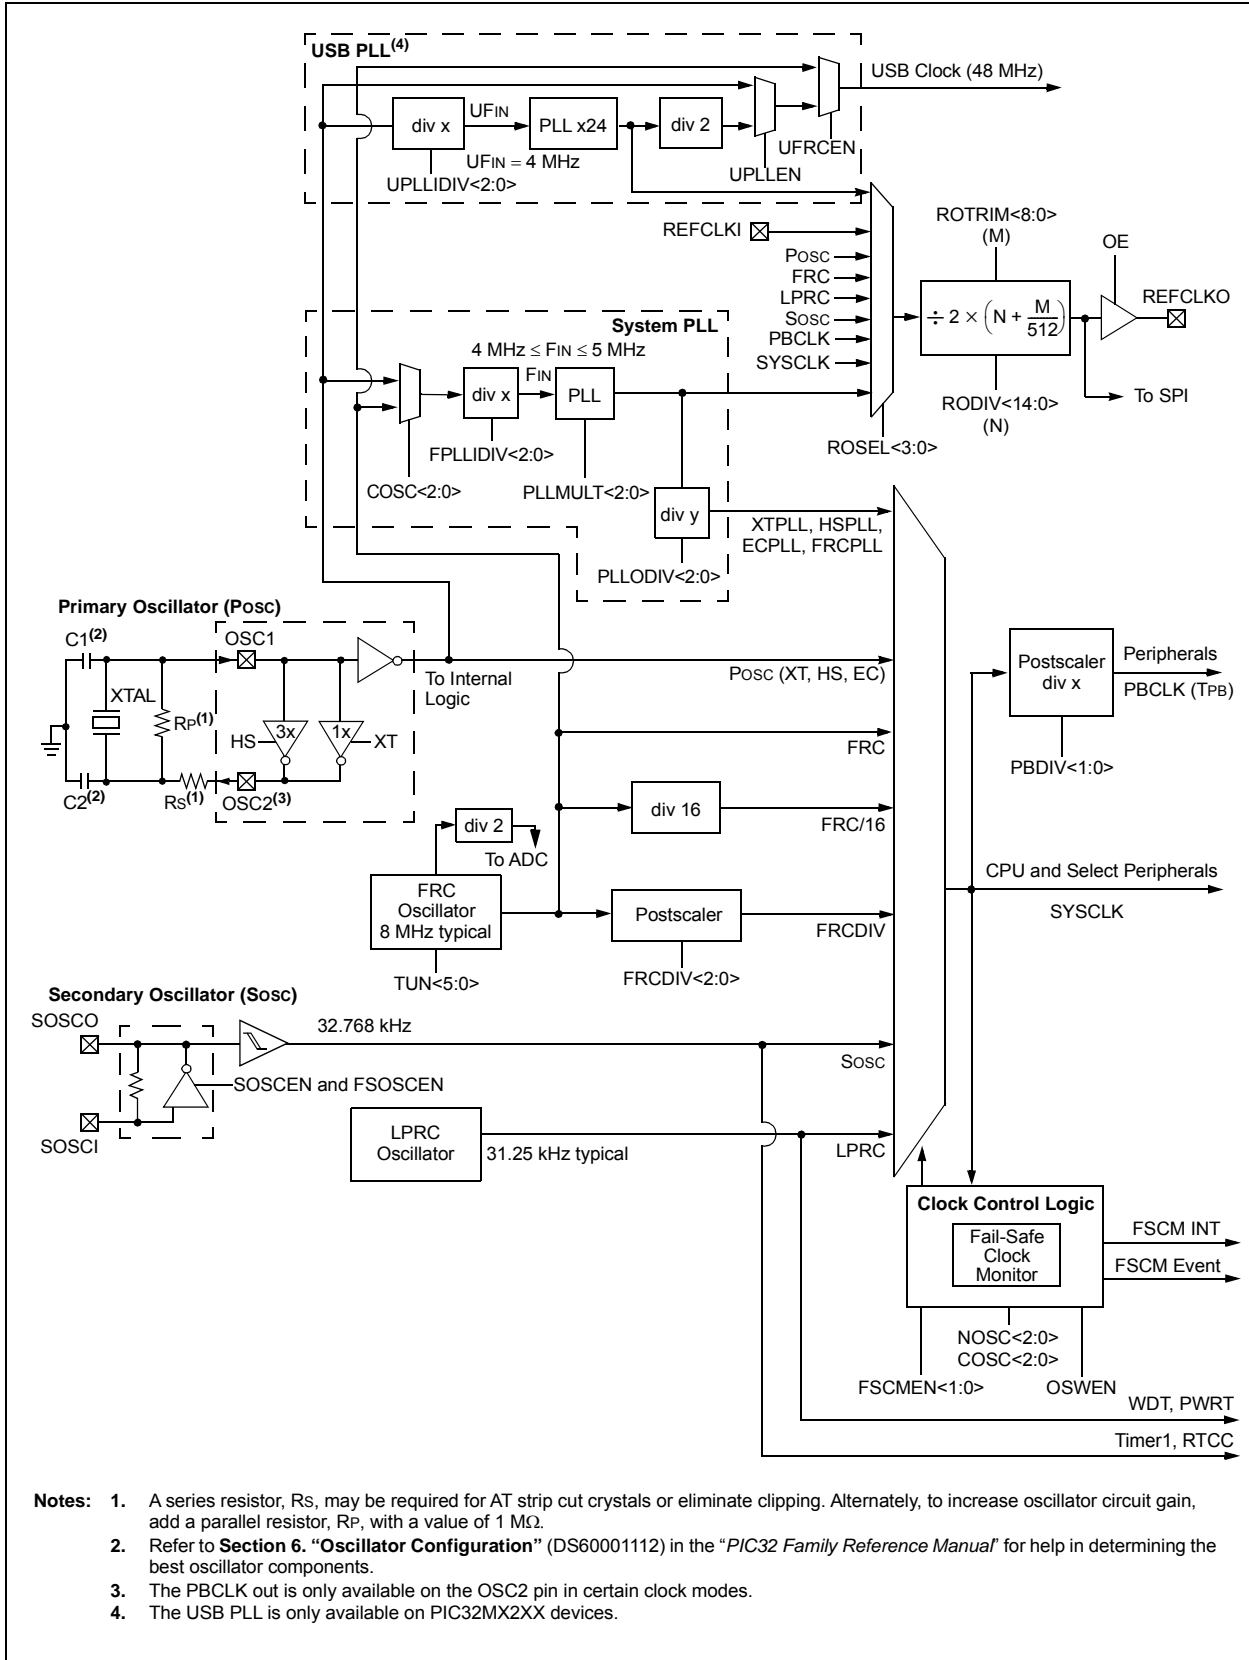 USB PLL(4)
USB Clock (48 MHz)
div x
UFIN
PLL x24
div 2
UFIN = 4 MHz
UFRCEN
UPLLIDIV<2:0>
UPLLEN
REFCLKI
ROTRIM<8:0>
(M)
OE
POSC
FRC
LPRC
SOSC
PBCLK
SYSCLK
÷ 2 × (N + M/512)
REFCLKO
System PLL
4 MHz ≤ FIN ≤ 5 MHz
FIN
div x
PLL
To SPI
RODIV<14:0>
(N)
FPLLIDIV<2:0>
ROSEL<3:0>
COSC<2:0>
PLLMULT<2:0>
div y
XTPLL, HSPLL,
ECPLL, FRCPLL
PLLODIV<2:0>
Primary Oscillator (POSC)
C1(2)
OSC1
XTAL
RP(1)
To Internal
Logic
POSC (XT, HS, EC)
Postscaler
div x
Peripherals
PBCLK (TPB)
HS
3x
1x
XT
FRC
PBDIV<1:0>
C2(2)
RS(1)
OSC2(3)
div 16
FRC/16
div 2
To ADC
CPU and Select Peripherals
SYSCLK
FRC
Oscillator
8 MHz typical
Postscaler
FRCDIV
TUN<5:0>
FRCDIV<2:0>
Secondary Oscillator (SOSC)
SOSCO
32.768 kHz
SOSC
SOSCEN and FSOSCEN
SOSCI
LPRC
Oscillator
31.25 kHz typical
LPRC
Clock Control Logic
Fail-Safe
Clock
Monitor
FSCM INT
FSCM Event
NOSC<2:0>
COSC<2:0>
FSCMEN<1:0>
OSWEN
WDT, PWRT
Timer1, RTCC
Notes: 1. A series resistor, RS, may be required for AT strip cut crystals or eliminate clipping. Alternately, to increase oscillator circuit gain,
add a parallel resistor, RP, with a value of 1 MΩ.
2. Refer to Section 6. “Oscillator Configuration” (DS60001112) in the “PIC32 Family Reference Manual” for help in determining the
best oscillator components.
3. The PBCLK out is only available on the OSC2 pin in certain clock modes.
4. The USB PLL is only available on PIC32MX2XX devices.